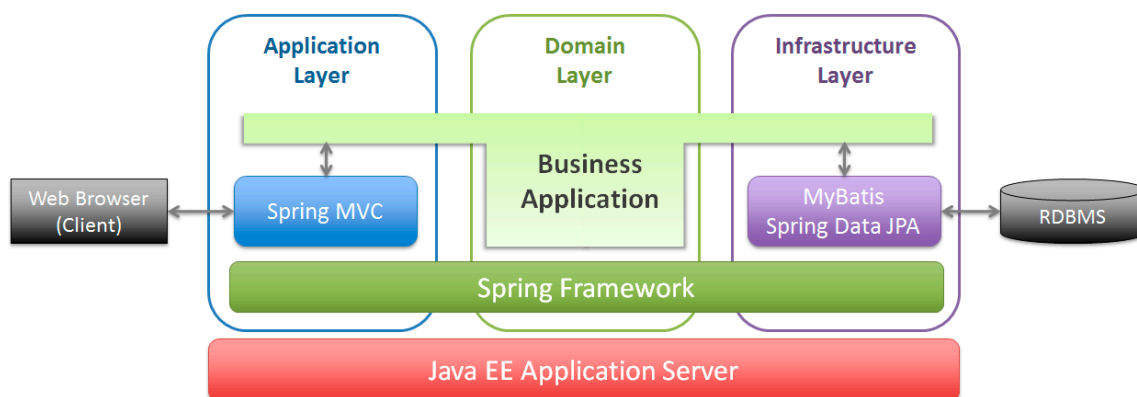 Application
Layer
Domain
Layer
Infrastructure
Layer
Business
Application
Web Browser
(Client)
Spring MVC
MyBatis
Spring Data JPA
RDBMS
Spring Framework
Java EE Application Server